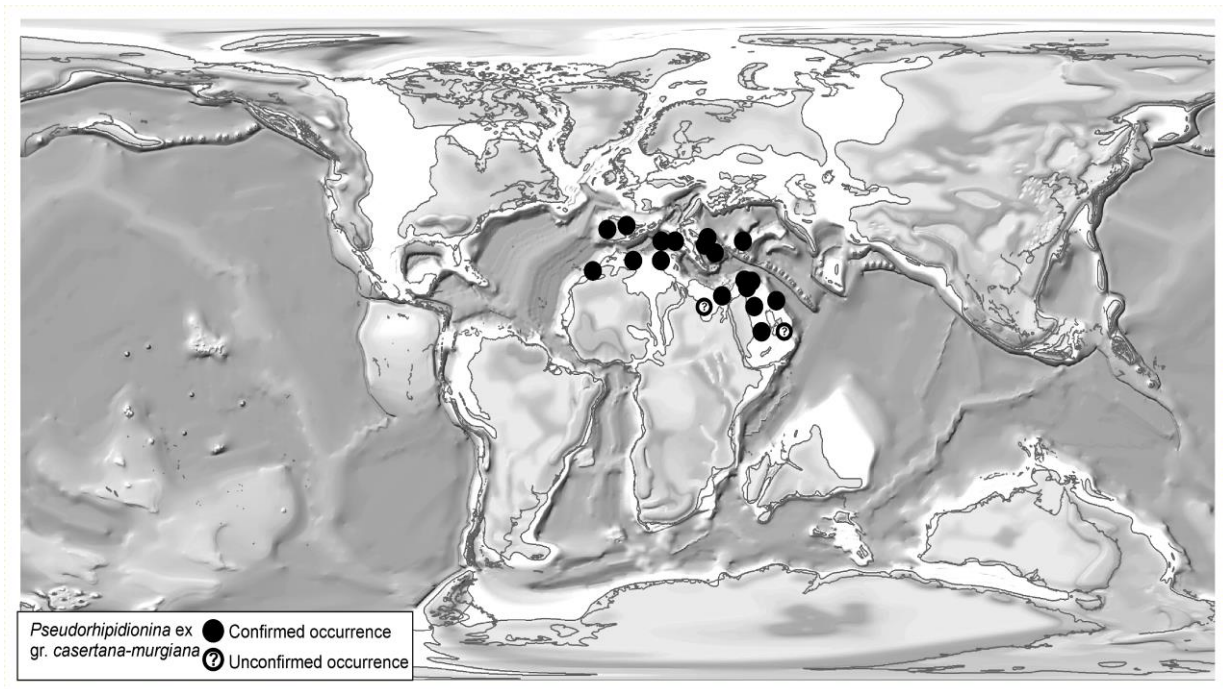 Pseudorhipidionina ex
gr. casertana-murgiana
Confirmed occurrence
? Unconfirmed occurrence
?
?